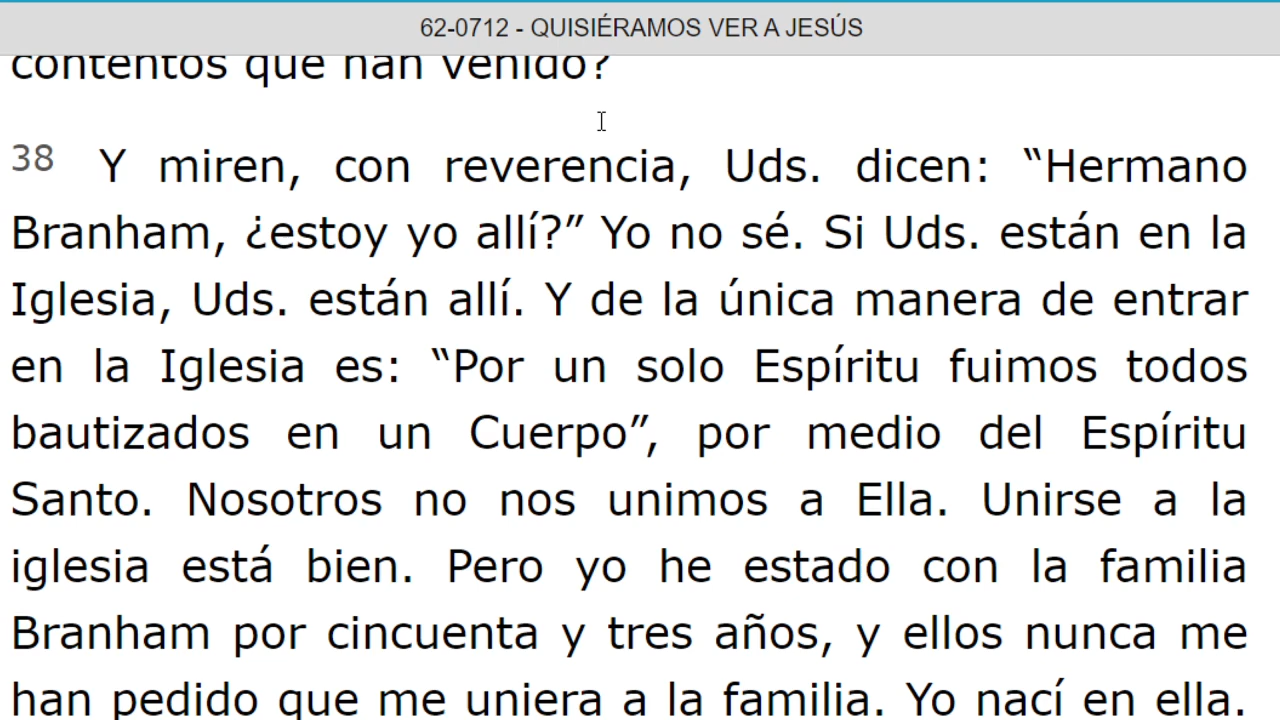 62-0712 - QUISIÉRAMOS VER A JESÚS
contentos que han venido?
38 Y miren, con reverencia, Uds. dicen: “Hermano
Branham, ¿estoy yo allí?” Yo no sé. Si Uds. están en la
Iglesia, Uds. están allí. Y de la única manera de entrar
en la Iglesia es: “Por un solo Espíritu fuimos todos
bautizados en un Cuerpo”, por medio del Espíritu
Santo. Nosotros no nos unimos a Ella. Unirse a la
iglesia está bien. Pero yo he estado con la familia
Branham por cincuenta y tres años, y ellos nunca me
han pedido que me uniera a la familia. Yo nací en ella.